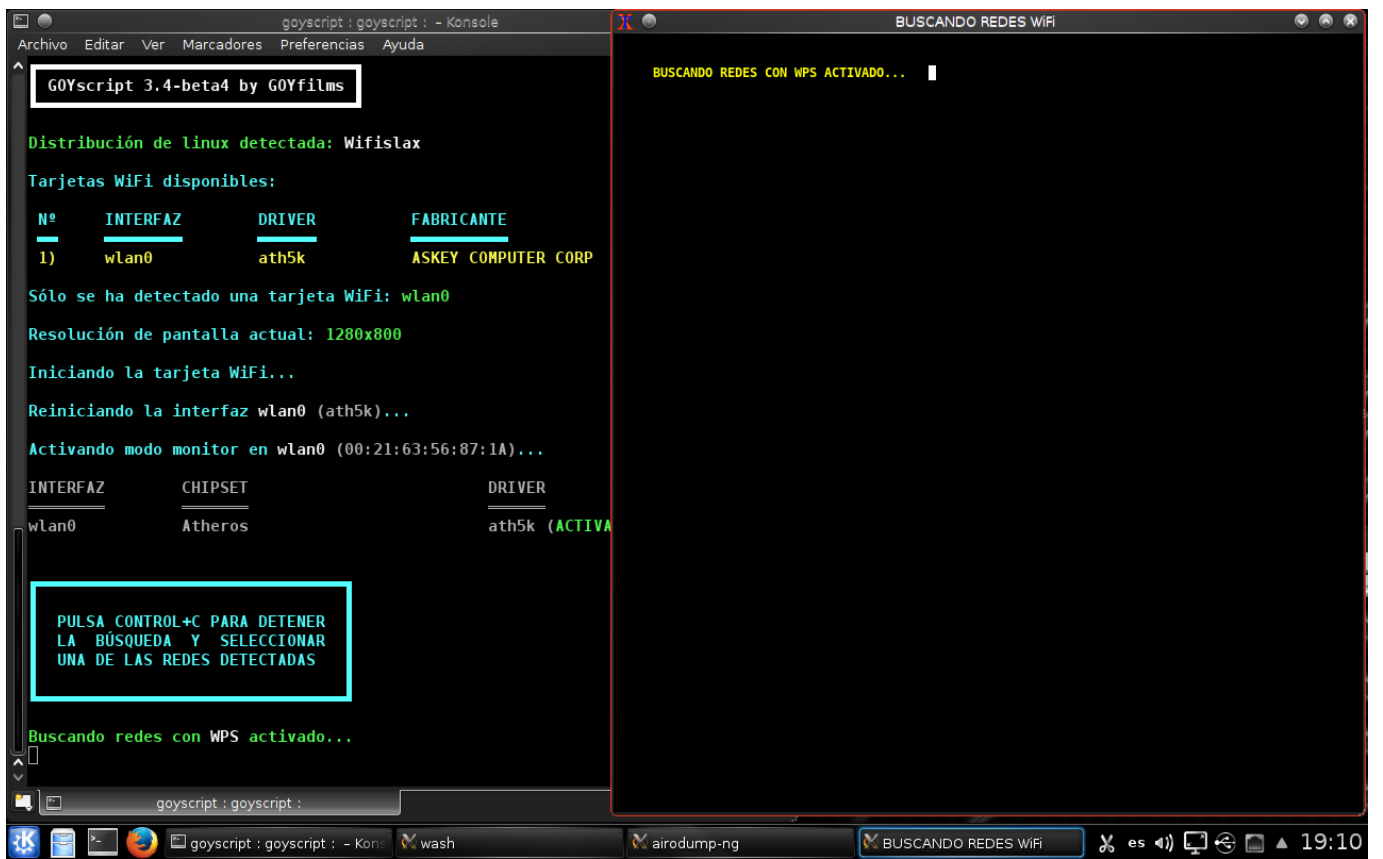 goyscript : goyscript : – Konsole
Archivo Editar Ver Marcadores Preferencias Ayuda
GOYscript 3.4-beta4 by GOYfilms
Distribución de linux detectada: Wifislax
Tarjetas WiFi disponibles:
Nº INTERFAZ DRIVER FABRICANTE
1) wlan0 ath5k ASKEY COMPUTER CORP
Sólo se ha detectado una tarjeta WiFi: wlan0
Resolución de pantalla actual: 1280x800
Iniciando la tarjeta WiFi...
Reiniciando la interfaz wlan0 (ath5k)...
Activando modo monitor en wlan0 (00:21:63:56:87:1A)...
INTERFAZ CHIPSET DRIVER
wlan0 Atheros ath5k (ACTIVA
PULSA CONTROL+C PARA DETENER
LA BÚSQUEDA Y SELECCIONAR
UNA DE LAS REDES DETECTADAS
Buscando redes con WPS activado...
goyscript : goyscript :
BUSCANDO REDES WiFi
BUSCANDO REDES CON WPS ACTIVADO...
goyscript : goyscript : – Kons wash airodump-ng BUSCANDO REDES WiFi es 19:10